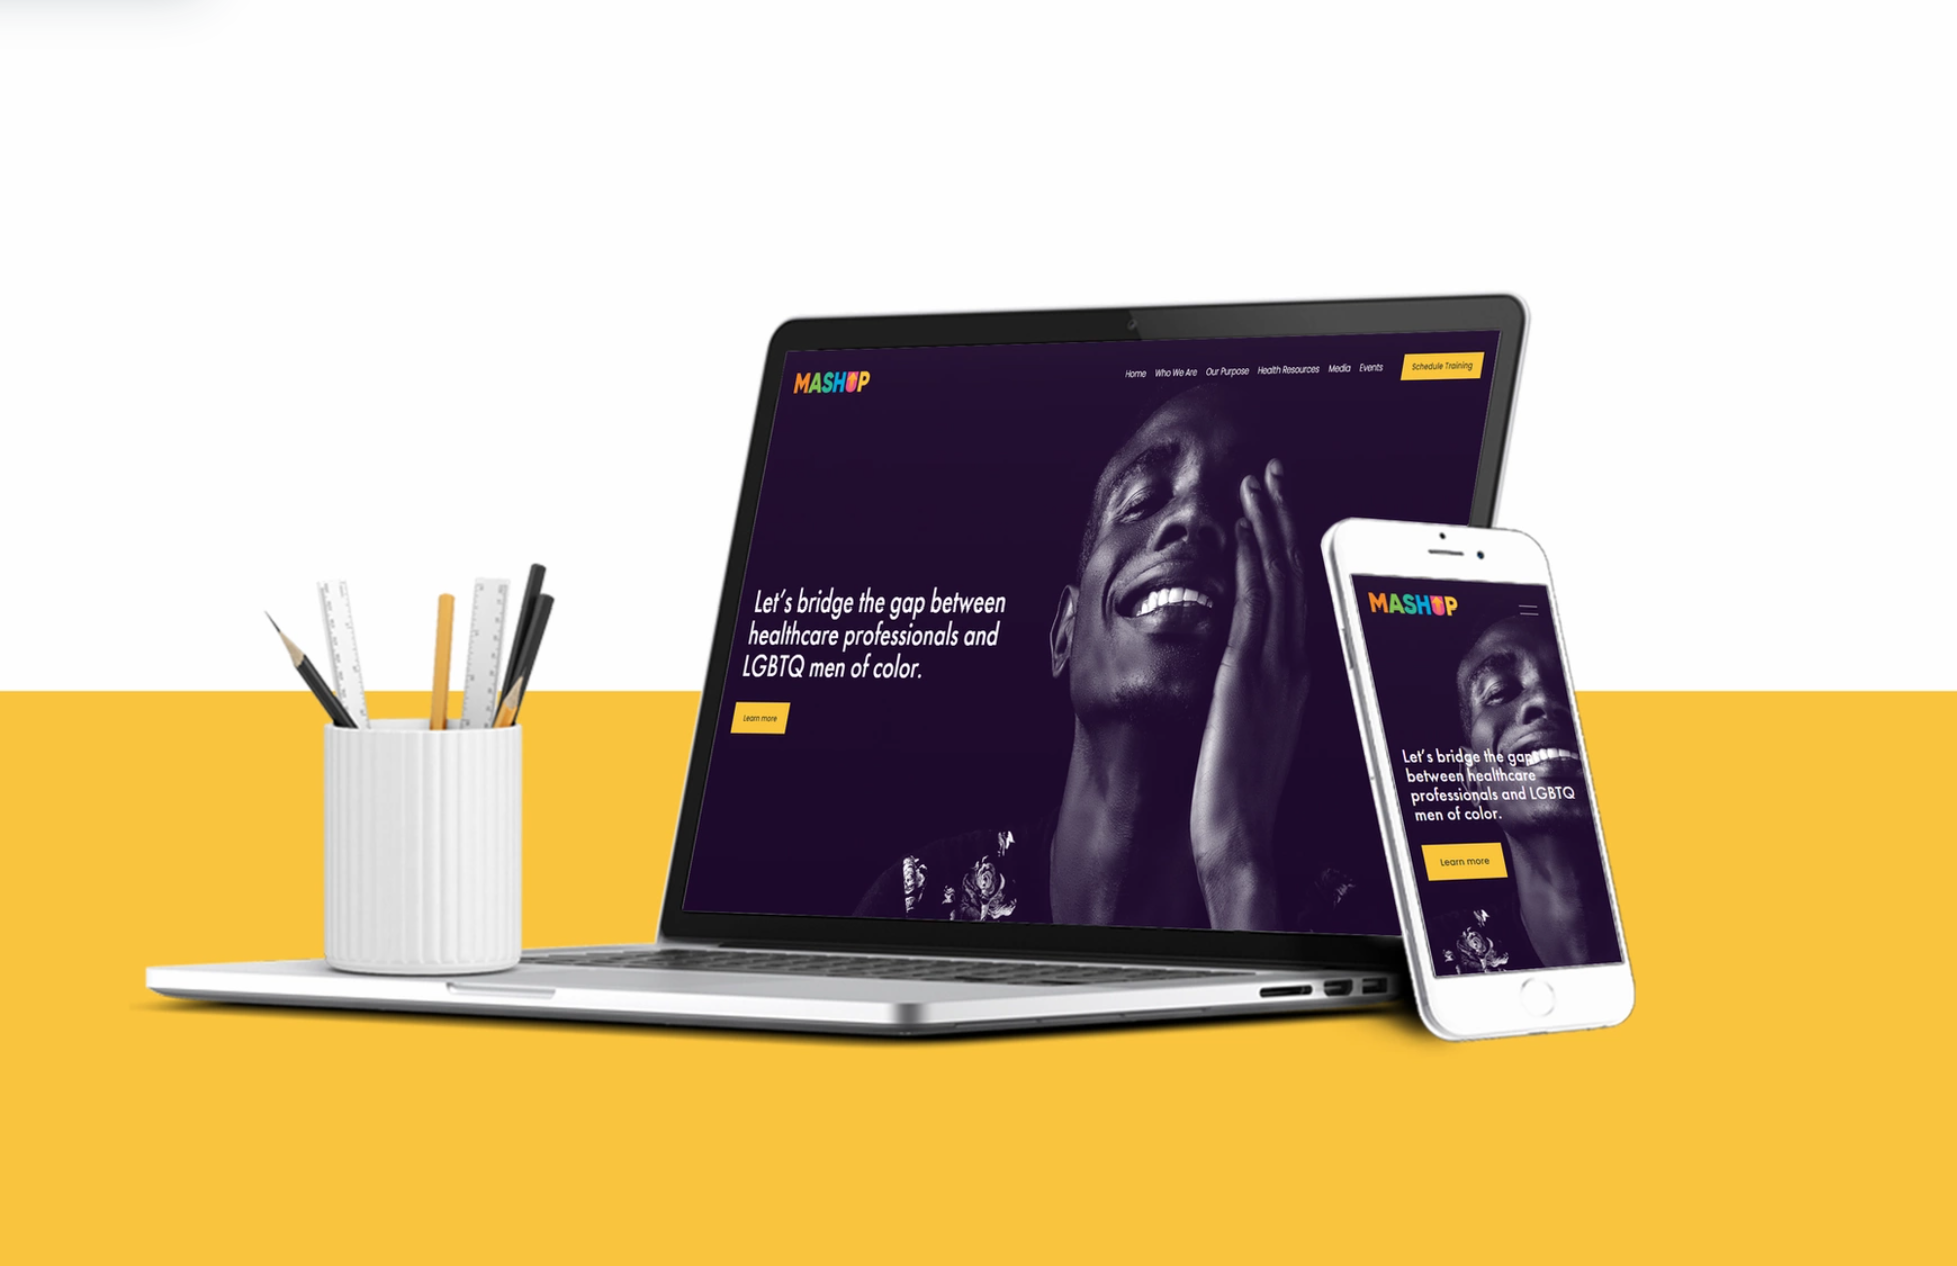 MASHUP
Home Who We Are Our Purpose Health Resources Media Events Schedule Training
Let's bridge the gap between
healthcare professionals and
LGBTQ men of color.
Learn more
MASHUP
Let's bridge the gap
between healthcare
professionals and LGBTQ
men of color.
Learn more